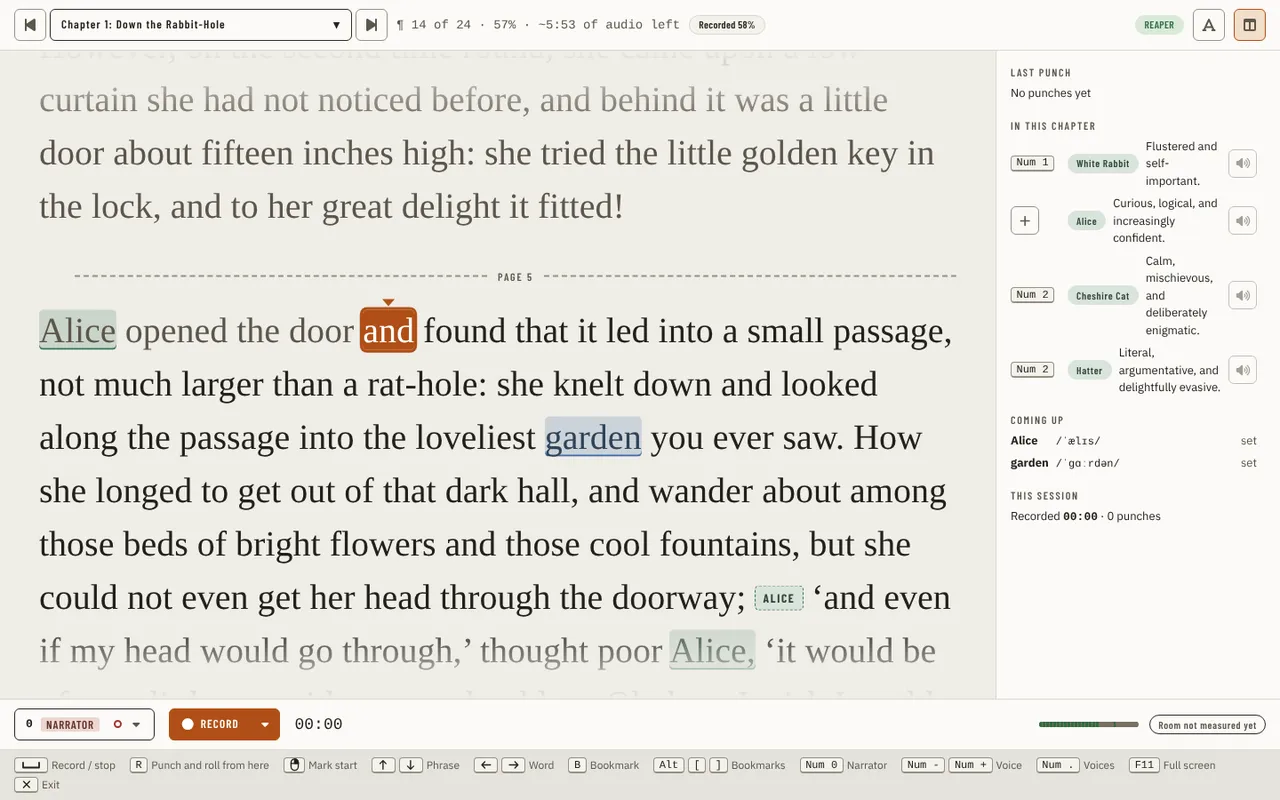 Chapter 1: Down the Rabbit-Hole ▼ ¶ 14 of 24 · 57% · ~5:53 of audio left Recorded 58% REAPER A
However, on the second time round, she came upon a low
curtain she had not noticed before, and behind it was a little
door about fifteen inches high: she tried the little golden key in
the lock, and to her great delight it fitted!
PAGE 5
Alice opened the door and found that it led into a small passage,
not much larger than a rat-hole: she knelt down and looked
along the passage into the loveliest garden you ever saw. How
she longed to get out of that dark hall, and wander about among
those beds of bright flowers and those cool fountains, but she
could not even get her head through the doorway; ALICE ‘and even
if my head would go through,’ thought poor Alice, ‘it would be
LAST PUNCH
No punches yet
IN THIS CHAPTER
Num 1 White Rabbit Flustered and
self-
important.
+ Alice Curious, logical, and
increasingly
confident.
Num 2 Cheshire Cat Calm,
mischievous,
and
deliberately
enigmatic.
Num 2 Hatter Literal,
argumentative, and
delightfully evasive.
COMING UP
Alice /ˈælɪs/ set
garden /ˈɡɑːrdən/ set
THIS SESSION
Recorded 00:00 · 0 punches
0 NARRATOR RECORD 00:00 Room not measured yet
Record / stop R Punch and roll from here Mark start ↑ ↓ Phrase ← → Word B Bookmark Alt [ ] Bookmarks Num 0 Narrator Num - Num + Voice Num . Voices F11 Full screen
✕ Exit